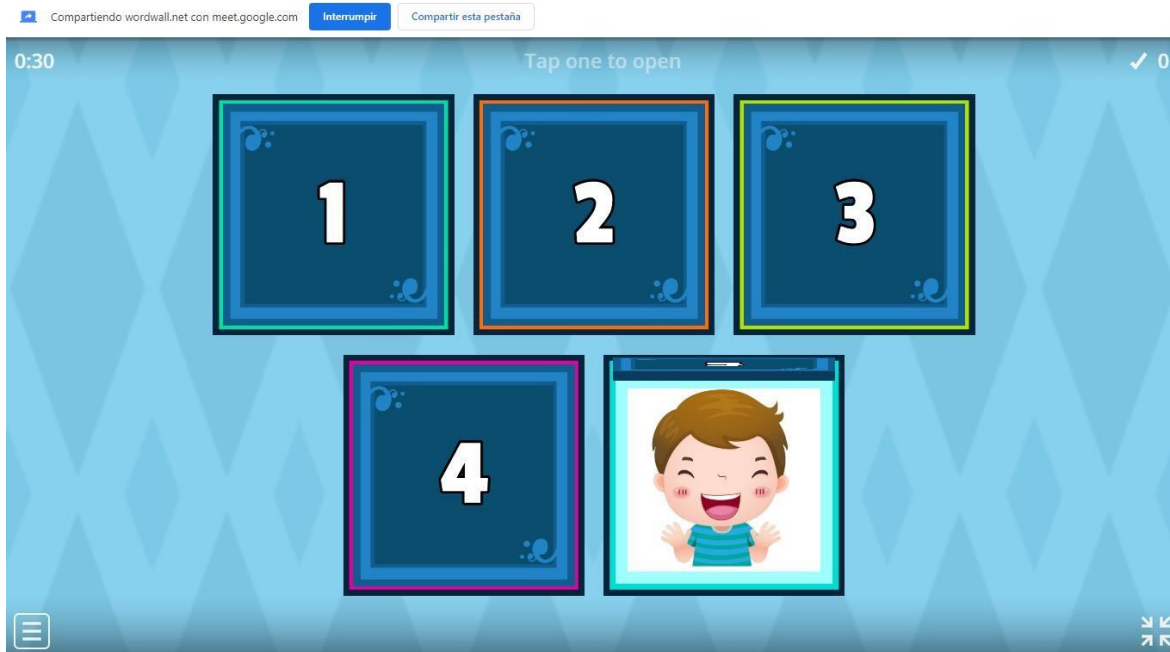 Compartiendo wordwall.net con meet.google.com Interrumpir Compartir esta pestaña
0:30 Tap one to open ✓ 0
1 2 3
4